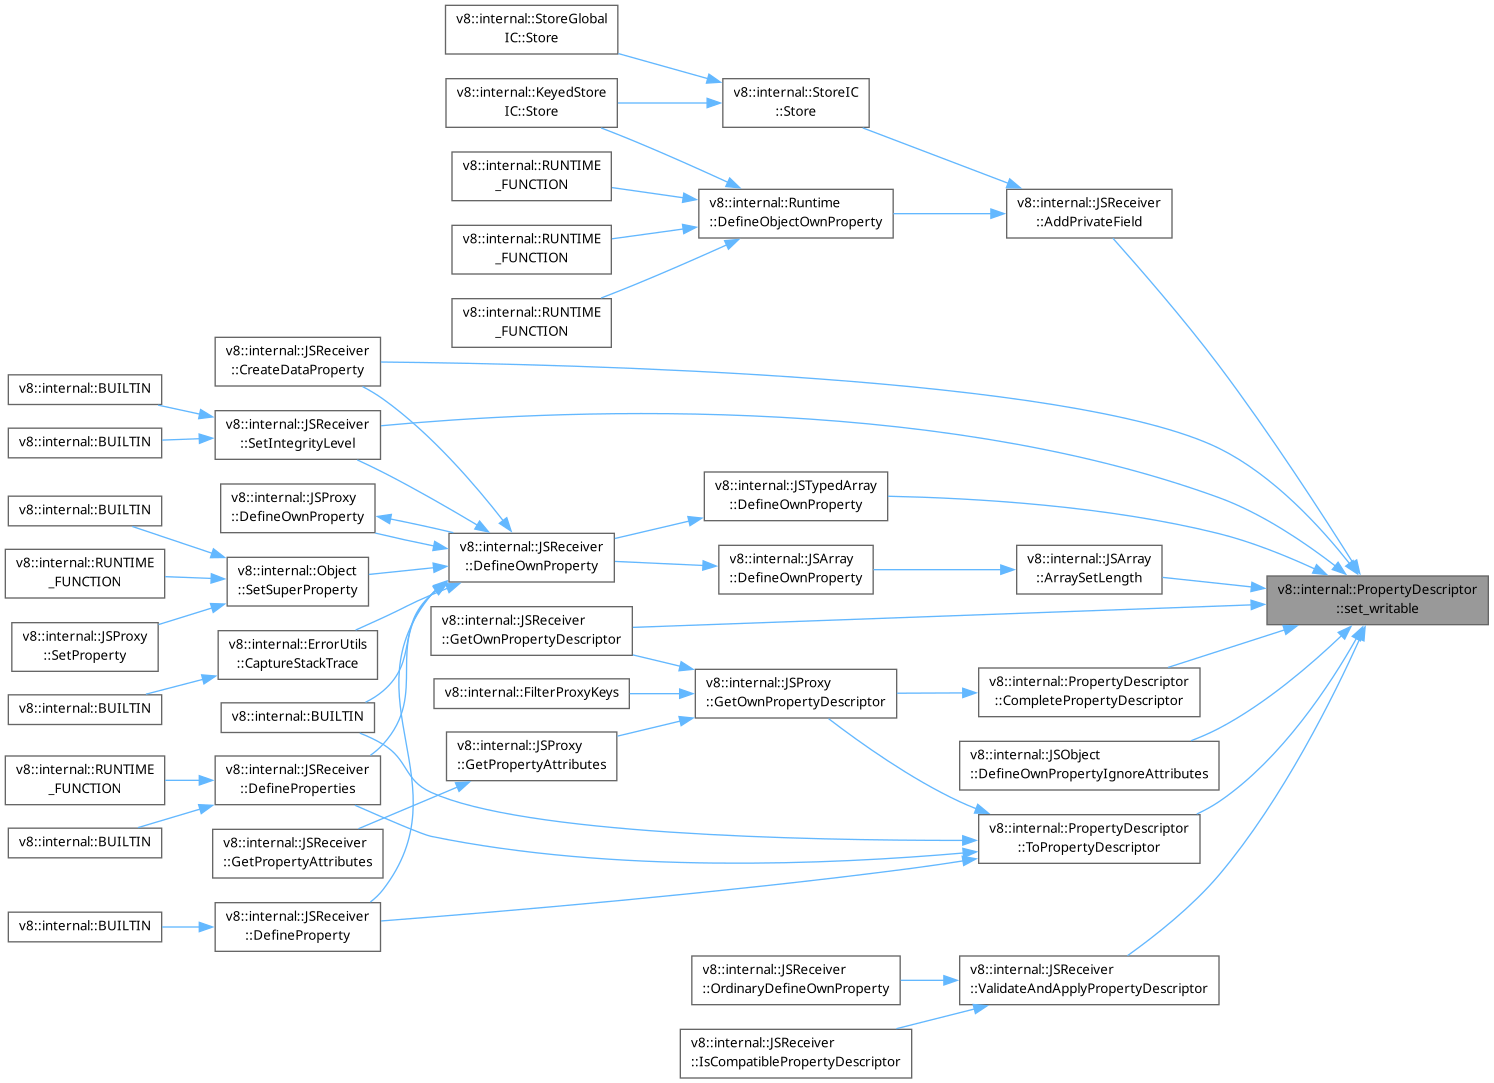 v8::internal::StoreGlobal
IC::Store
v8::internal::KeyedStore
IC::Store
v8::internal::StoreIC
::Store
v8::internal::RUNTIME
_FUNCTION
v8::internal::Runtime
::DefineObjectOwnProperty
v8::internal::JSReceiver
::AddPrivateField
v8::internal::RUNTIME
_FUNCTION
v8::internal::RUNTIME
_FUNCTION
v8::internal::JSReceiver
::CreateDataProperty
v8::internal::BUILTIN
v8::internal::JSReceiver
::SetIntegrityLevel
v8::internal::BUILTIN
v8::internal::JSProxy
::DefineOwnProperty
v8::internal::JSTypedArray
::DefineOwnProperty
v8::internal::BUILTIN
v8::internal::RUNTIME
_FUNCTION
v8::internal::Object
::SetSuperProperty
v8::internal::JSReceiver
::DefineOwnProperty
v8::internal::JSArray
::DefineOwnProperty
v8::internal::JSArray
::ArraySetLength
v8::internal::PropertyDescriptor
::set_writable
v8::internal::JSProxy
::SetProperty
v8::internal::ErrorUtils
::CaptureStackTrace
v8::internal::JSReceiver
::GetOwnPropertyDescriptor
v8::internal::BUILTIN
v8::internal::BUILTIN
v8::internal::FilterProxyKeys
v8::internal::JSProxy
::GetOwnPropertyDescriptor
v8::internal::PropertyDescriptor
::CompletePropertyDescriptor
v8::internal::RUNTIME
_FUNCTION
v8::internal::JSReceiver
::DefineProperties
v8::internal::JSProxy
::GetPropertyAttributes
v8::internal::JSObject
::DefineOwnPropertyIgnoreAttributes
v8::internal::BUILTIN
v8::internal::JSReceiver
::GetPropertyAttributes
v8::internal::PropertyDescriptor
::ToPropertyDescriptor
v8::internal::BUILTIN
v8::internal::JSReceiver
::DefineProperty
v8::internal::JSReceiver
::OrdinaryDefineOwnProperty
v8::internal::JSReceiver
::ValidateAndApplyPropertyDescriptor
v8::internal::JSReceiver
::IsCompatiblePropertyDescriptor